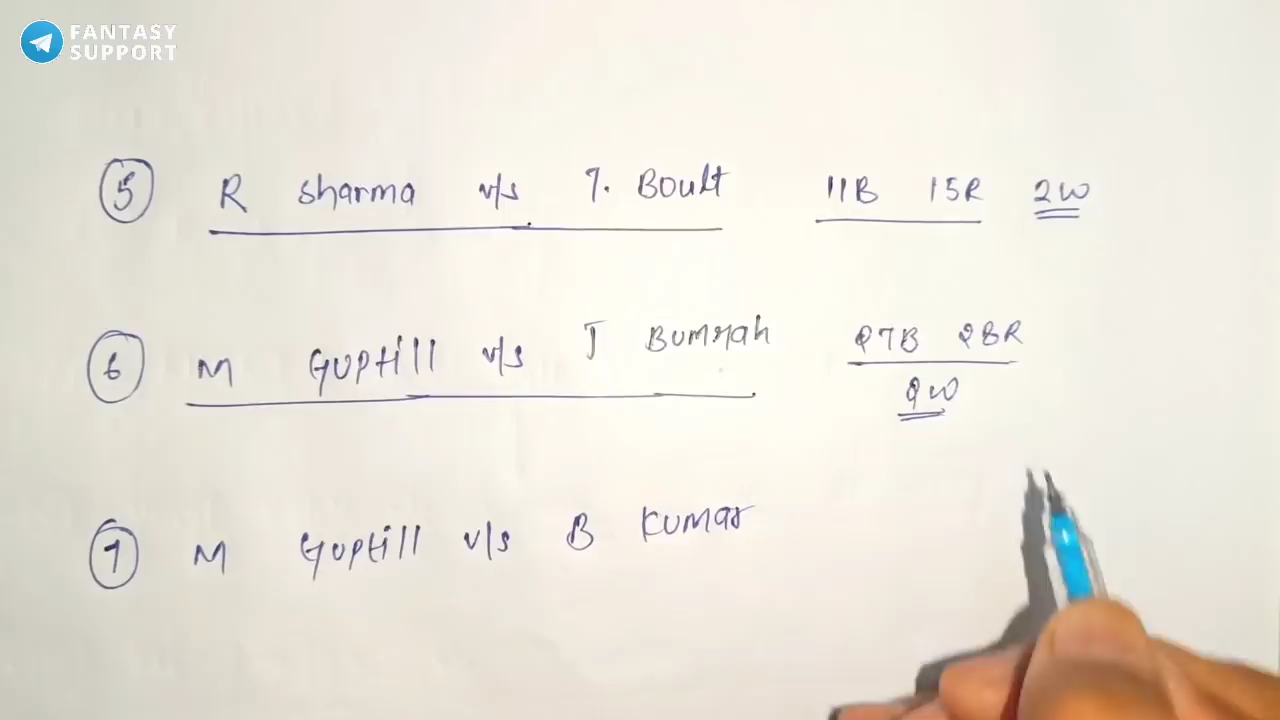 FANTASY
SUPPORT
5 R Sharma v/s T. Boult 11B 15R 2W
6 M Guptill v/s J Bumrah 27B 28R
2W
7 M Guptill v/s B Kumar